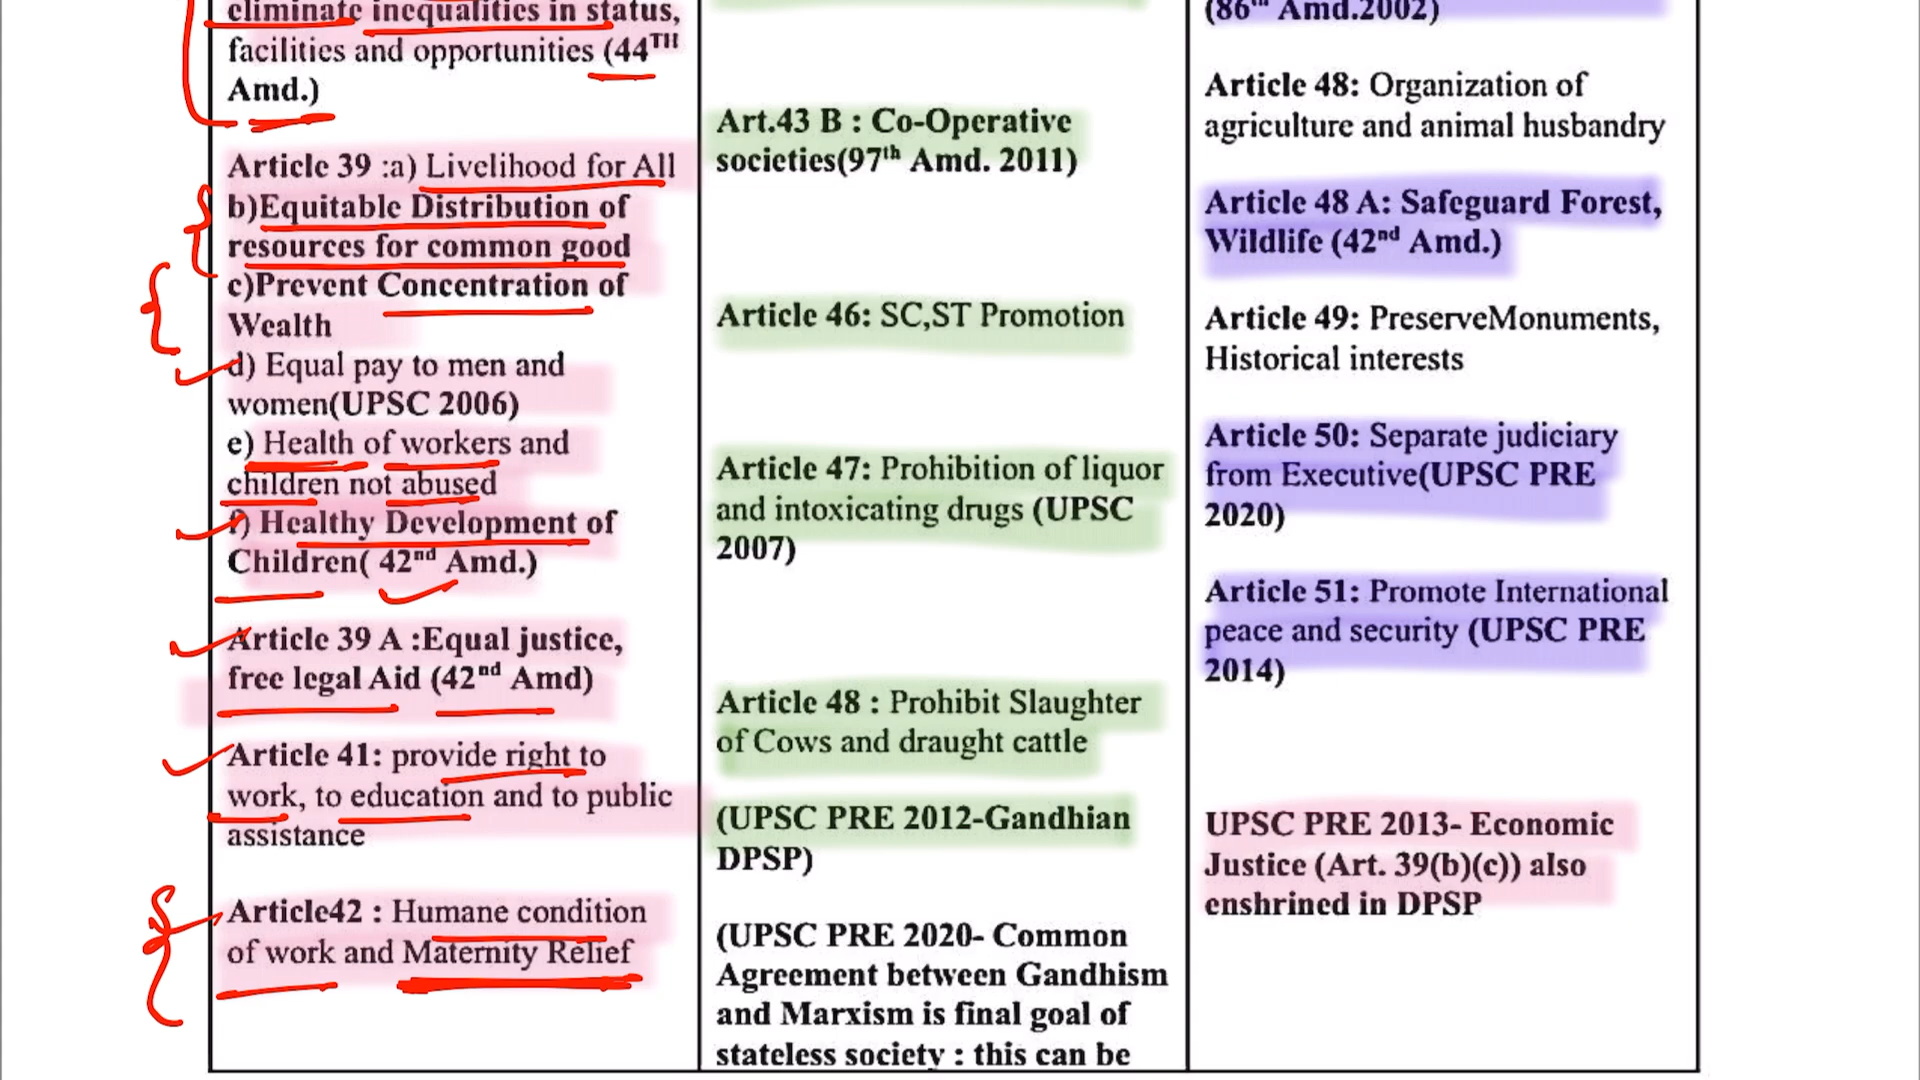 eliminate inequalities in status,
facilities and opportunities (44TH
Amd.)
Article 39 :a) Livelihood for All
b)Equitable Distribution of
resources for common good
c)Prevent Concentration of
Wealth
d) Equal pay to men and
women(UPSC 2006)
e) Health of workers and
children not abused
f) Healthy Development of
Children( 42nd Amd.)
Article 39 A :Equal justice,
free legal Aid (42nd Amd)
Article 41: provide right to
work, to education and to public
assistance
Article42 : Humane condition
of work and Maternity Relief
Art.43 B : Co-Operative
societies(97th Amd. 2011)
Article 46: SC,ST Promotion
Article 47: Prohibition of liquor
and intoxicating drugs (UPSC
2007)
Article 48 : Prohibit Slaughter
of Cows and draught cattle
(UPSC PRE 2012-Gandhian
DPSP)
(UPSC PRE 2020- Common
Agreement between Gandhism
and Marxism is final goal of
stateless society : this can be
(86th Amd.2002)
Article 48: Organization of
agriculture and animal husbandry
Article 48 A: Safeguard Forest,
Wildlife (42nd Amd.)
Article 49: PreserveMonuments,
Historical interests
Article 50: Separate judiciary
from Executive(UPSC PRE
2020)
Article 51: Promote International
peace and security (UPSC PRE
2014)
UPSC PRE 2013- Economic
Justice (Art. 39(b)(c)) also
enshrined in DPSP